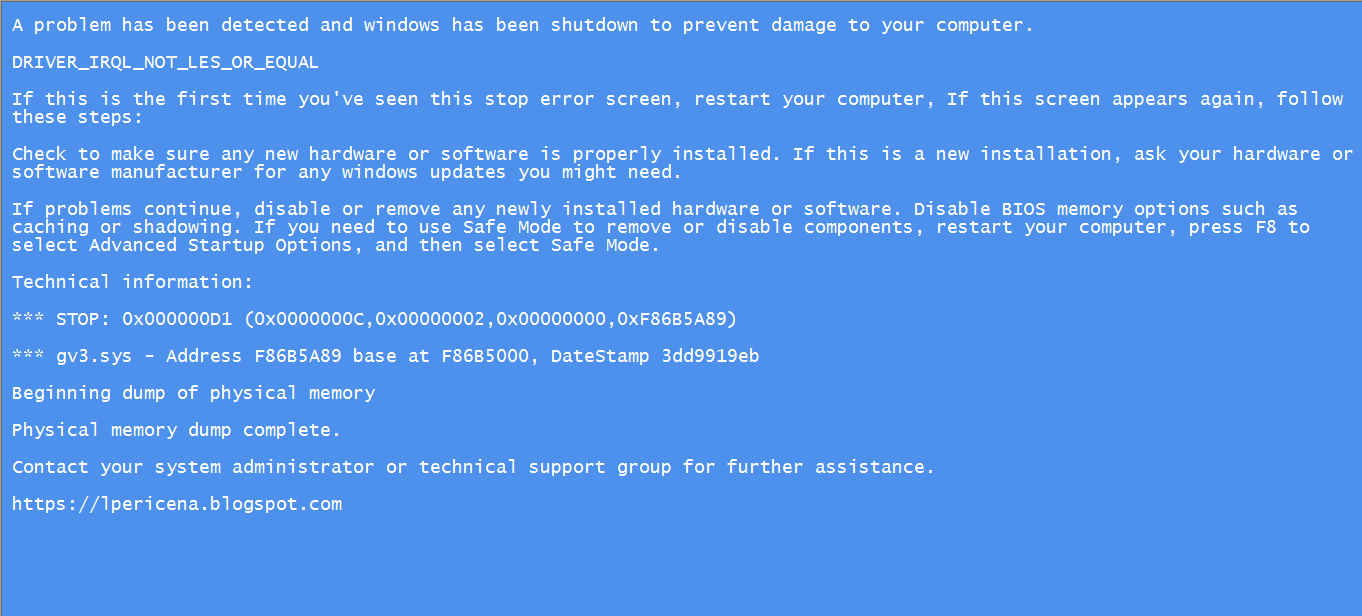 A problem has been detected and windows has been shutdown to prevent damage to your computer.
DRIVER_IRQL_NOT_LES_OR_EQUAL
If this is the first time you've seen this stop error screen, restart your computer, If this screen appears again, follow
these steps:
Check to make sure any new hardware or software is properly installed. If this is a new installation, ask your hardware or
software manufacturer for any windows updates you might need.
If problems continue, disable or remove any newly installed hardware or software. Disable BIOS memory options such as
caching or shadowing. If you need to use Safe Mode to remove or disable components, restart your computer, press F8 to
select Advanced Startup Options, and then select Safe Mode.
Technical information:
*** STOP: 0x000000D1 (0x0000000C,0x00000002,0x00000000,0xF86B5A89)
*** gv3.sys - Address F86B5A89 base at F86B5000, DateStamp 3dd9919eb
Beginning dump of physical memory
Physical memory dump complete.
Contact your system administrator or technical support group for further assistance.
https://lpericena.blogspot.com